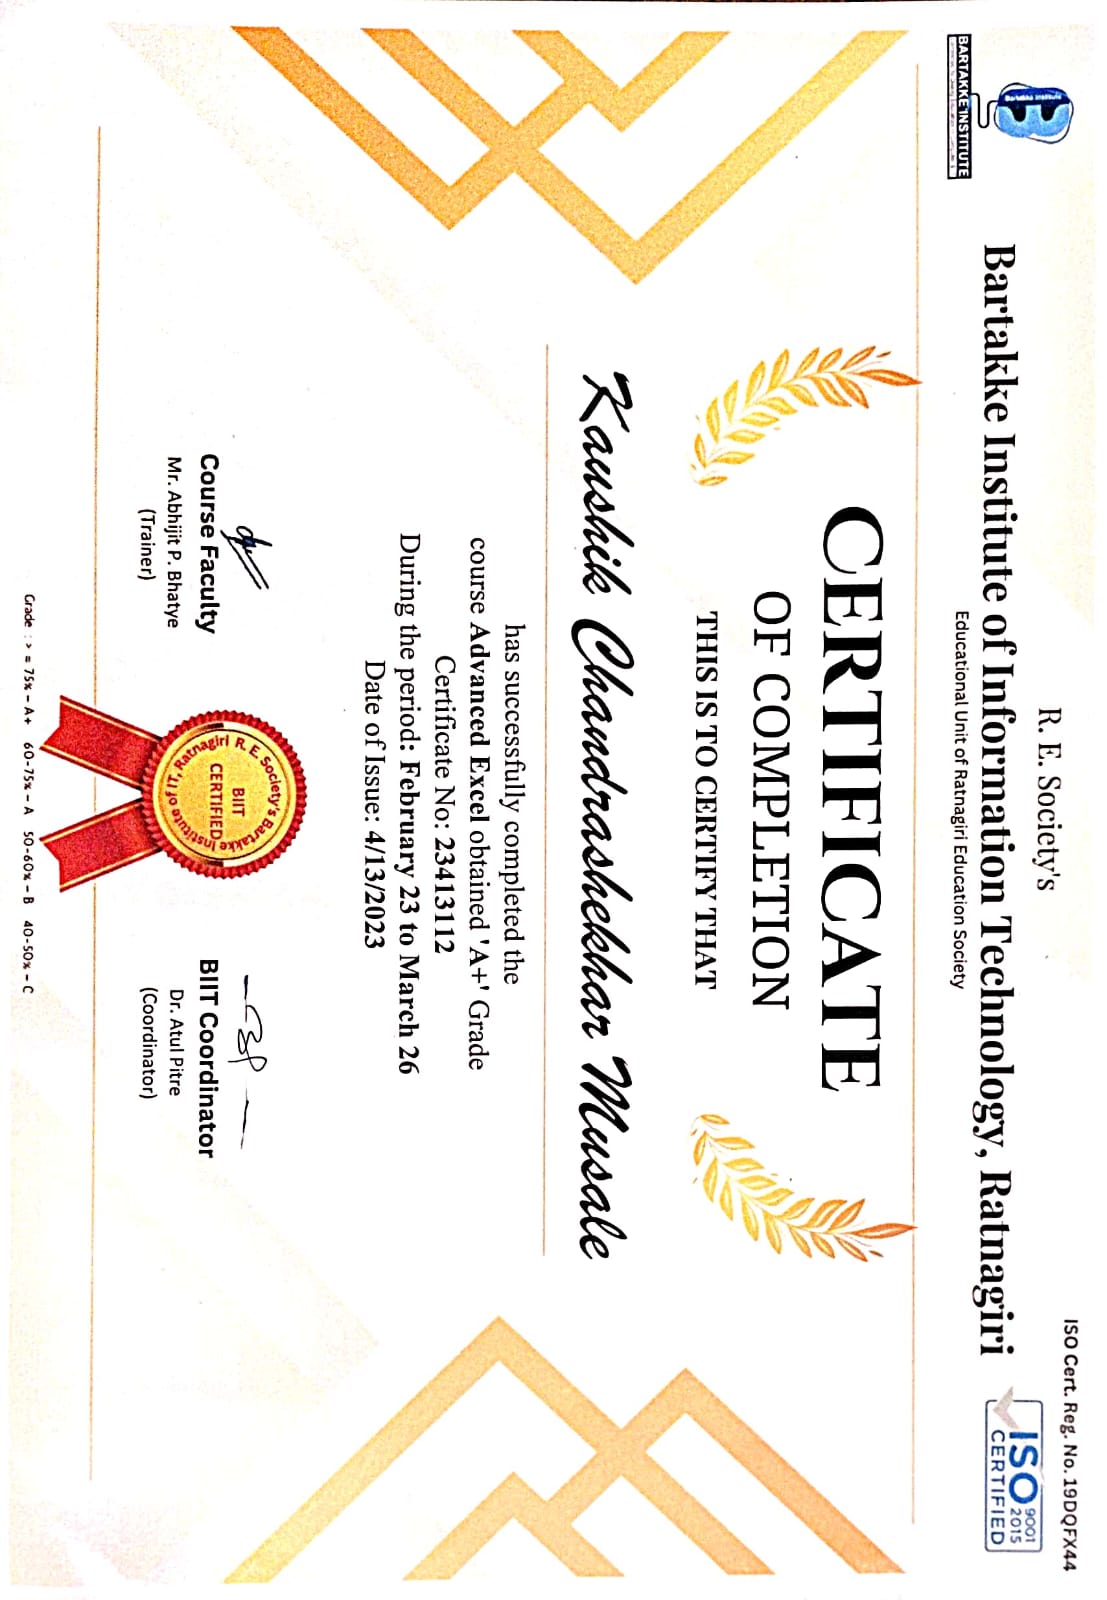 ISO Cert. Reg. No. 19DQFX44
R. E. Society's
Bartakke Institute of Information Technology, Ratnagiri
Educational Unit of Ratnagiri Education Society
BARTAKKE INSTITUTE
ISO 9001 2015 CERTIFIED
CERTIFICATE
OF COMPLETION
THIS IS TO CERTIFY THAT
Kaushik Chandrashekhar Musale
has successfully completed the
course Advanced Excel obtained 'A+' Grade
Certificate No: 23413112
During the period: February 23 to March 26
Date of Issue: 4/13/2023
Course Faculty
Mr. Abhijit P. Bhatye
(Trainer)
R. E. Society's Bartakke Institute of IT, Ratnagiri
BIIT
CERTIFIED
BIIT Coordinator
Dr. Atul Pitre
(Coordinator)
Grade : > = 75% – A+ 60-75% – A 50-60% – B 40-50% – C